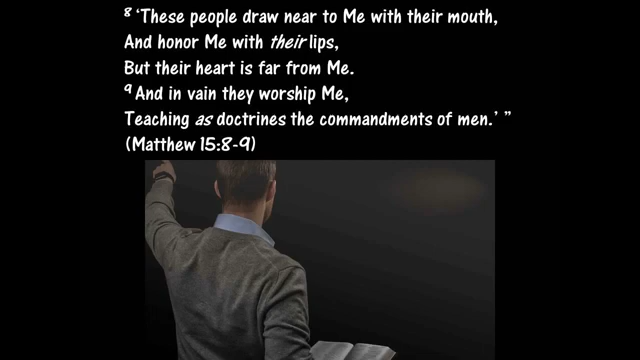 ⁸ ‘These people draw near to Me with their mouth,
And honor Me with their lips,
But their heart is far from Me.
⁹ And in vain they worship Me,
Teaching as doctrines the commandments of men.’ ”
(Matthew 15:8-9)